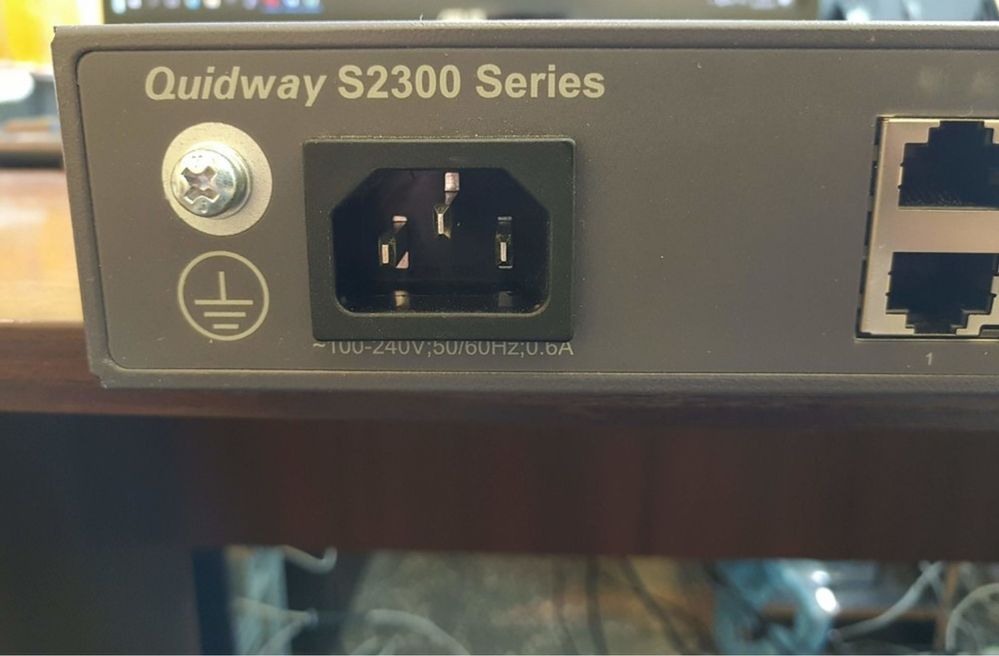 Quidway S2300 Series
~100-240V;50/60Hz;0.6A
1